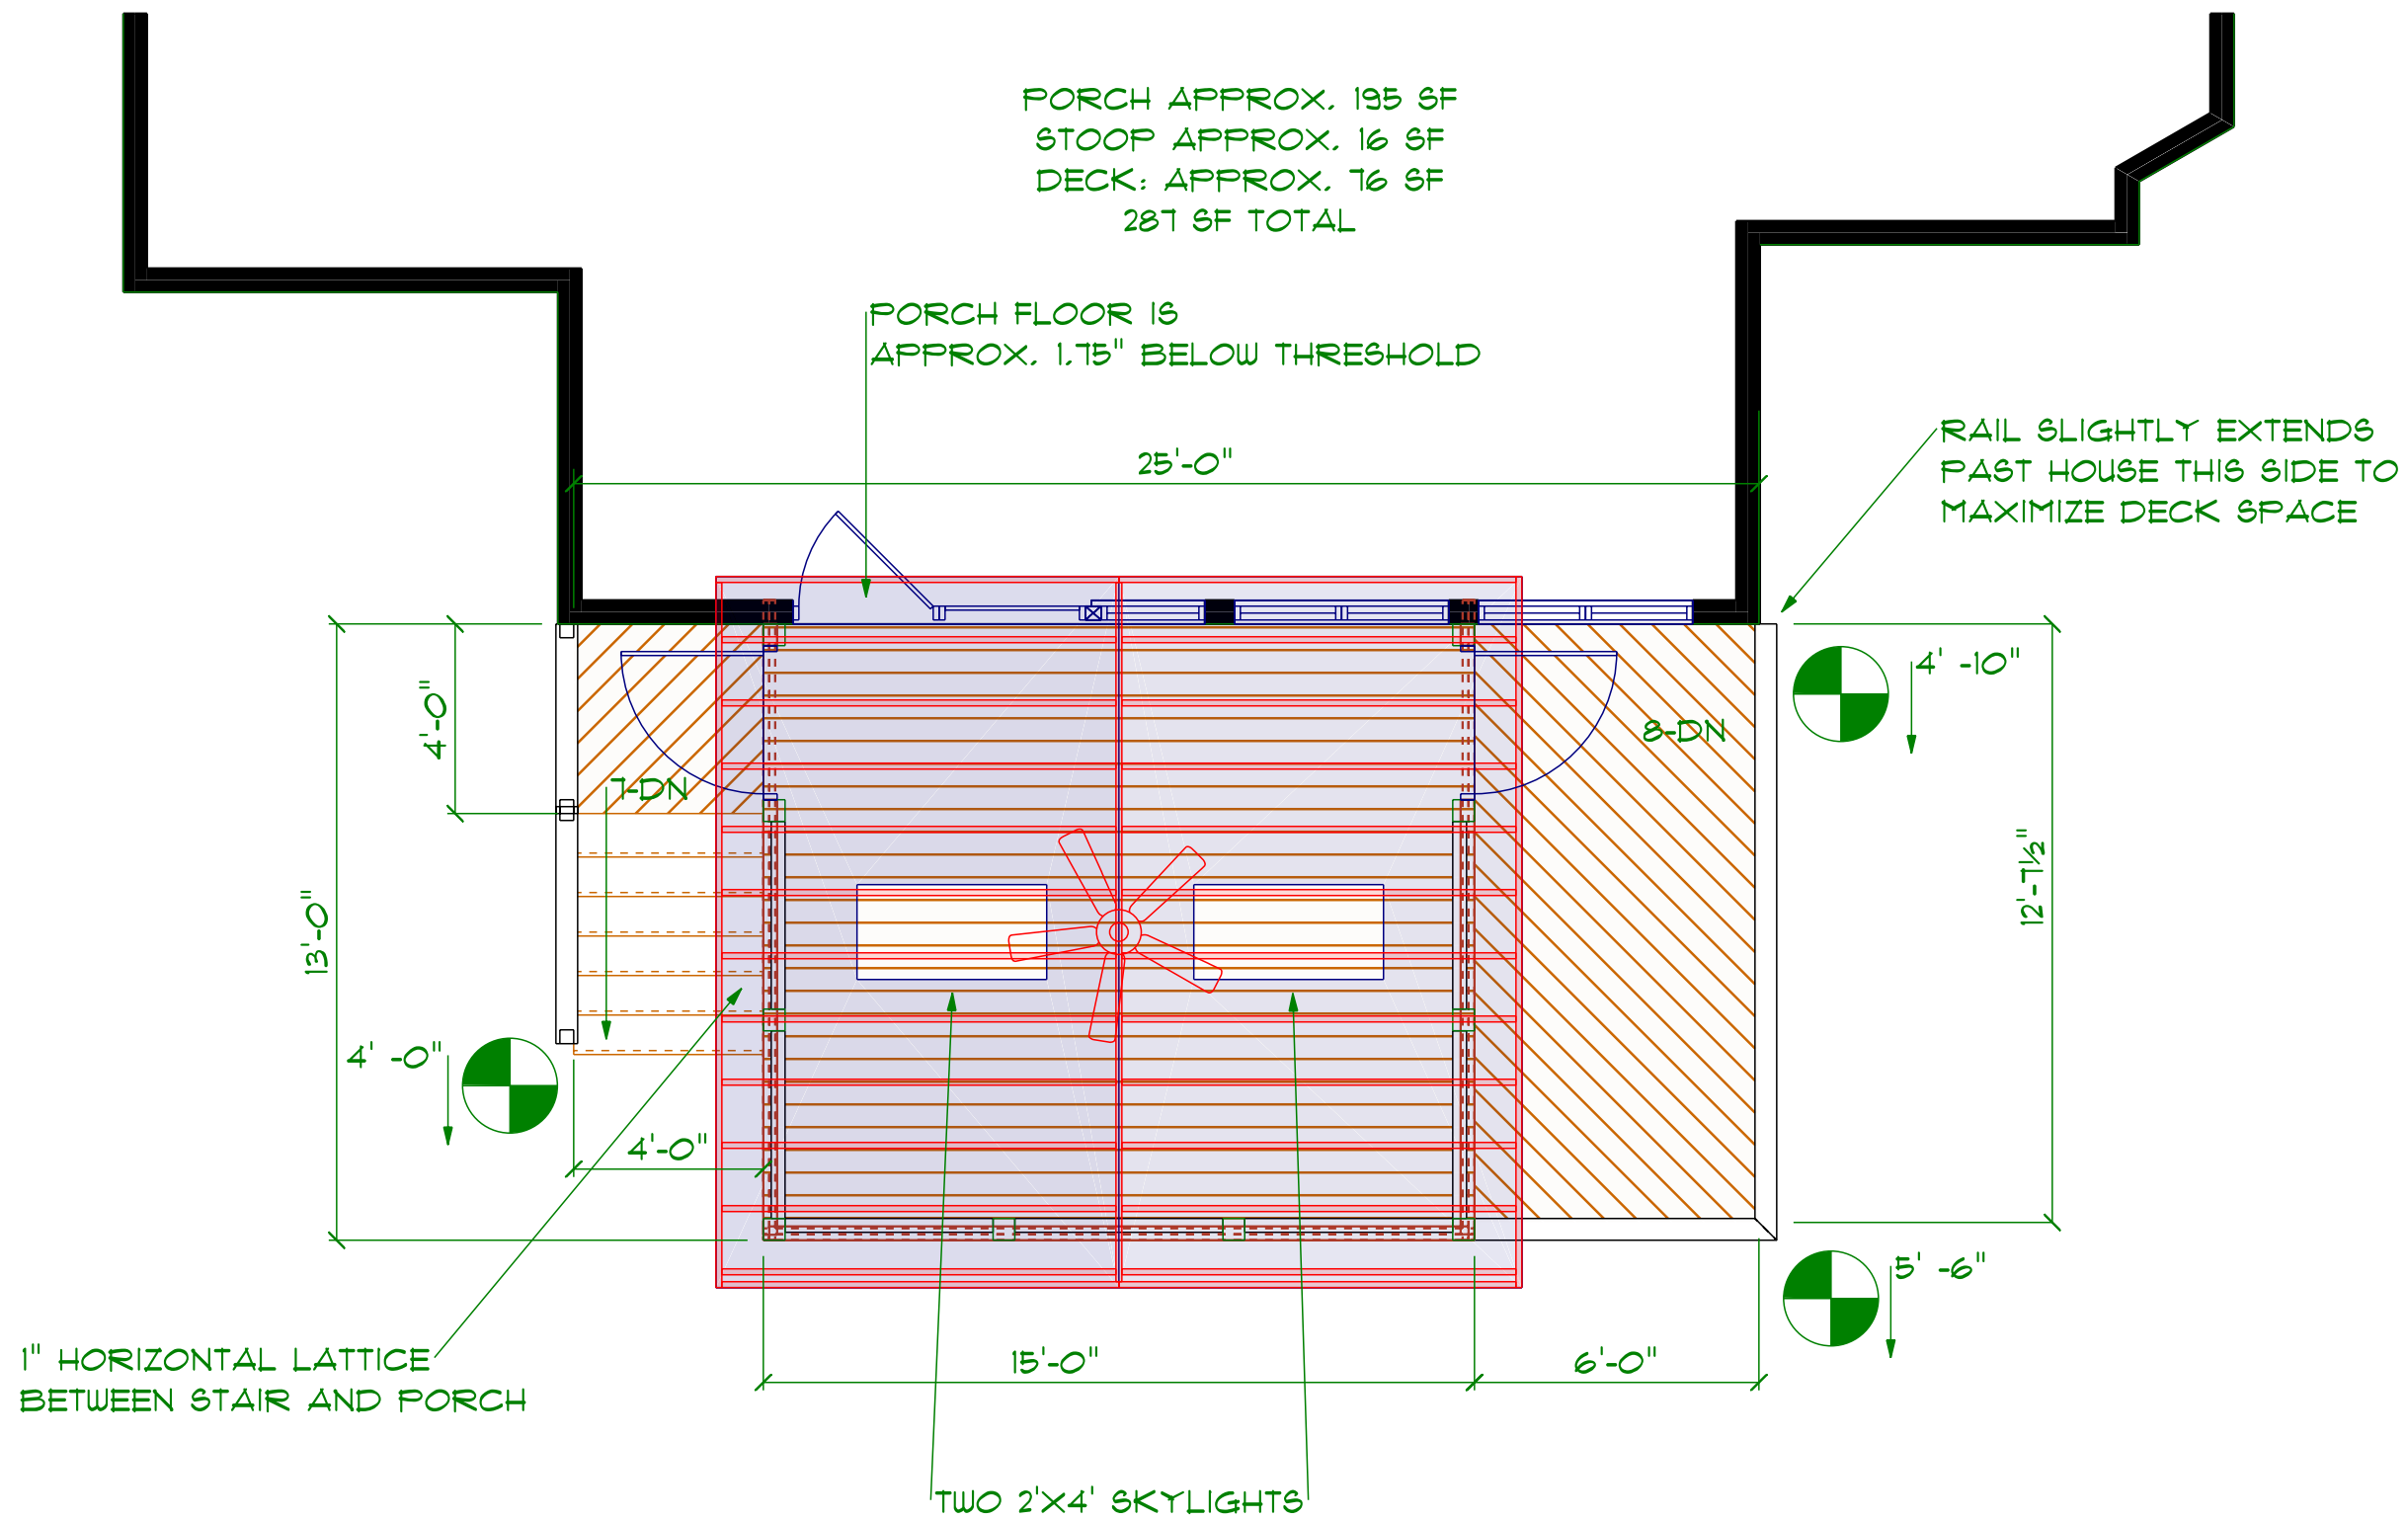 PORCH APPROX. 195 SF
STOOP APPROX. 16 SF
DECK: APPROX. 76 SF
287 SF TOTAL
PORCH FLOOR IS
APPROX. 1.75" BELOW THRESHOLD
RAIL SLIGHTLY EXTENDS
PAST HOUSE THIS SIDE TO
MAXIMIZE DECK SPACE
25'-0"
4' -10"
4'-0"
8-DN
7-DN
12'-7½"
13'-0"
4' -0"
4'-0"
5' -6"
15'-0"
6'-0"
1" HORIZONTAL LATTICE
BETWEEN STAIR AND PORCH
TWO 2'X4' SKYLIGHTS